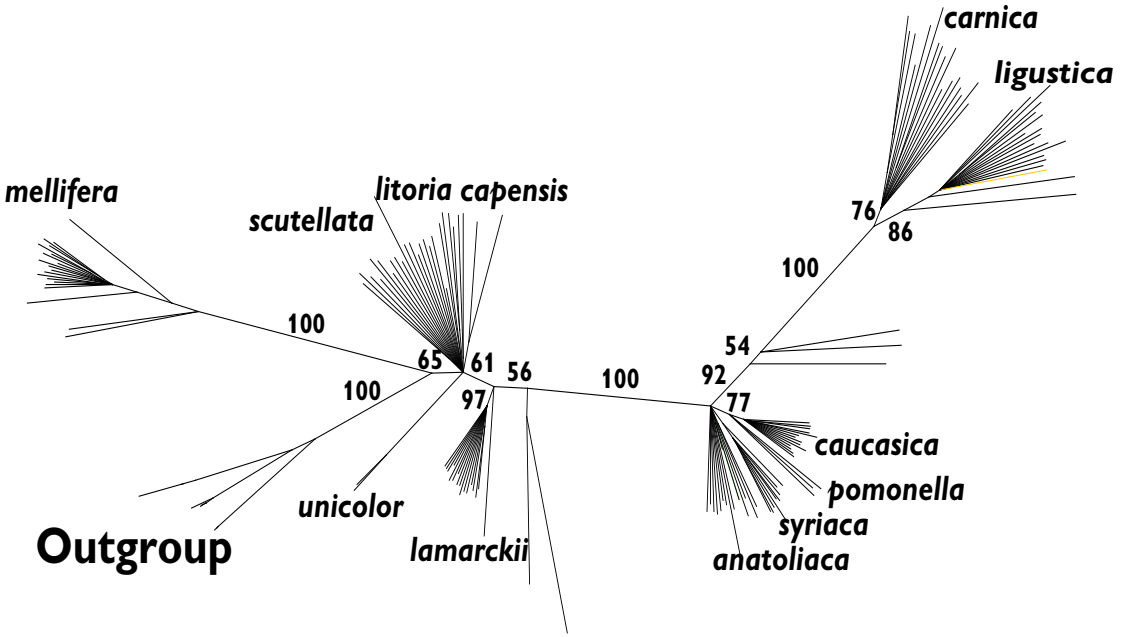 carnica
ligustica
mellifera
litoria capensis
scutellata
76
86
100
100
65
61
56
54
92
100
100
97
77
caucasica
pomonella
unicolor
syriaca
Outgroup
lamarckii
anatoliaca